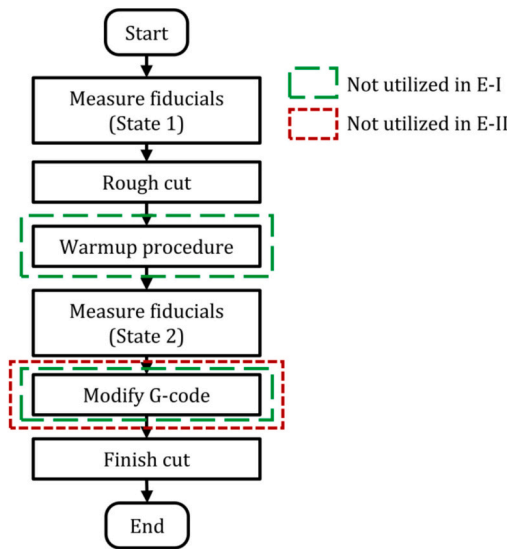 Start
Measure fiducials
(State 1)
Rough cut
Warmup procedure
Measure fiducials
(State 2)
Modify G-code
Finish cut
End
Not utilized in E-I
Not utilized in E-II